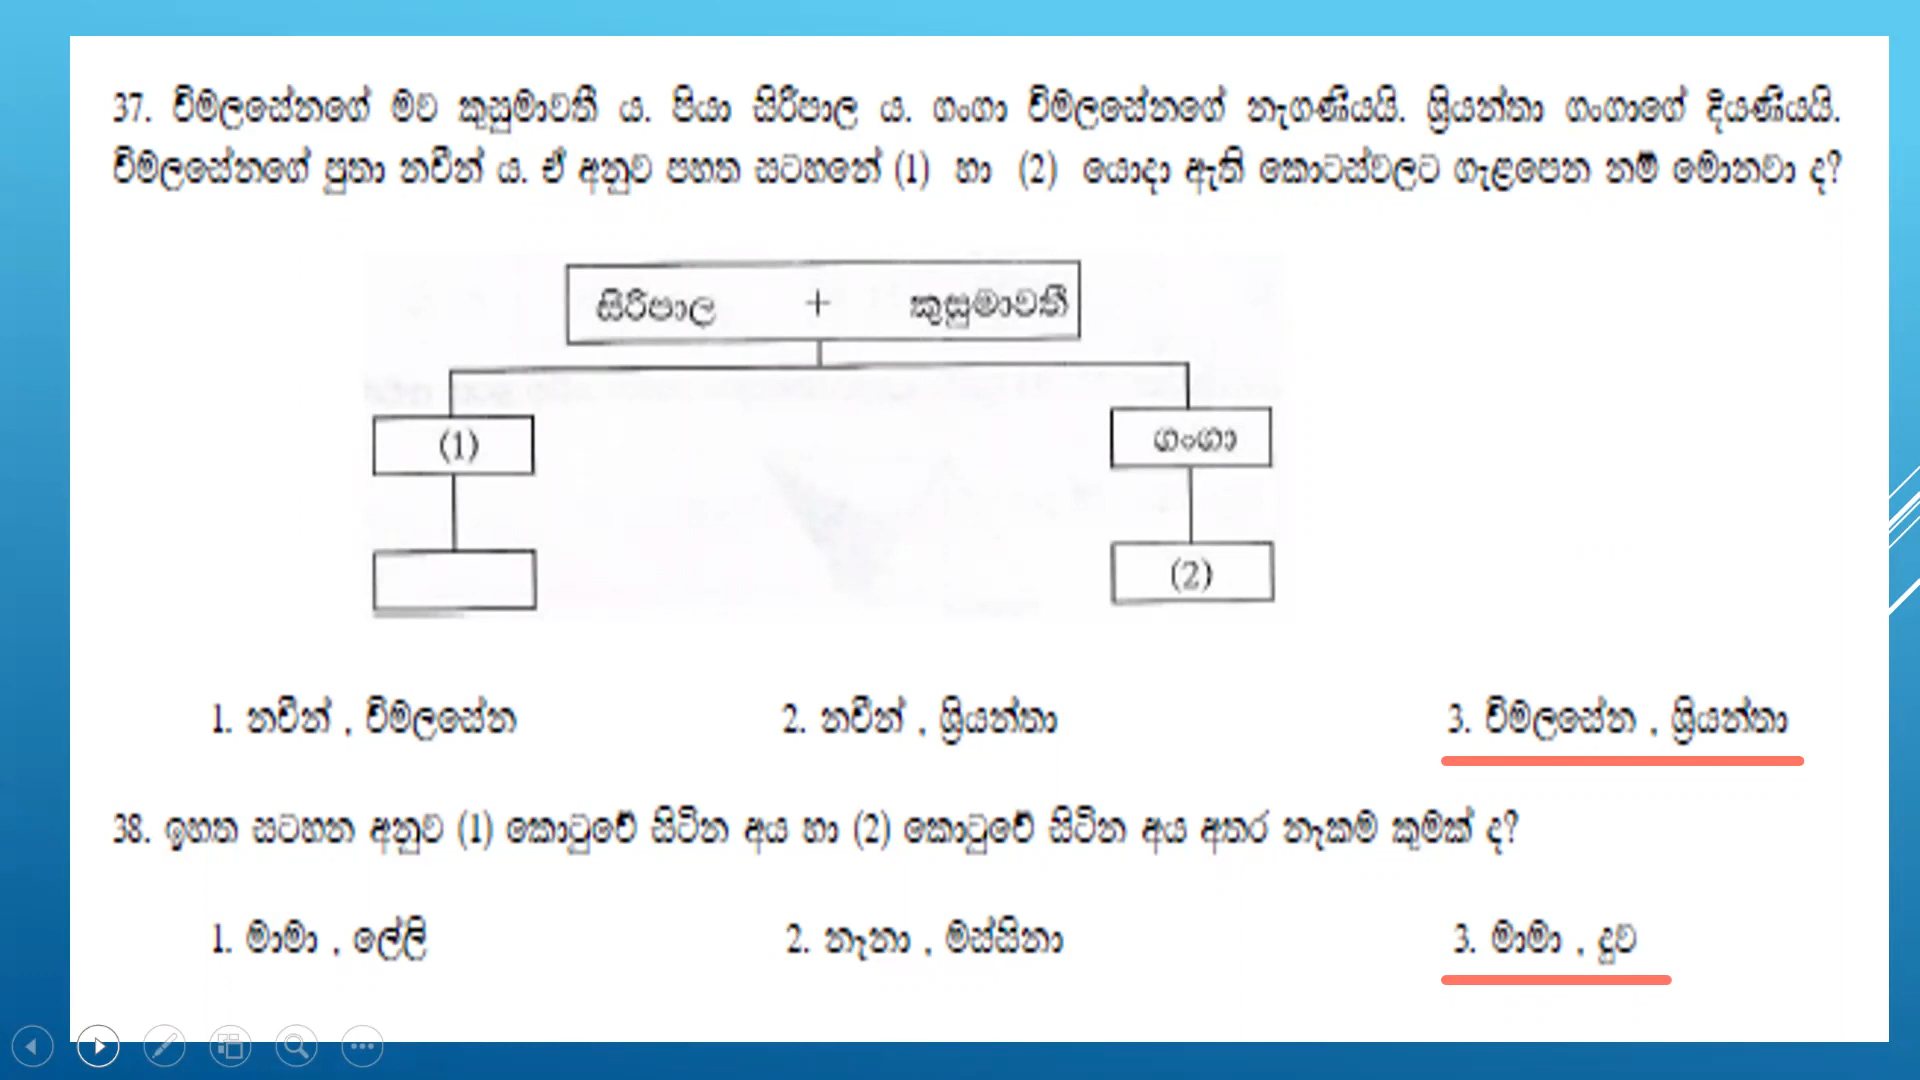 37. විමලසේනගේ මව කුසුමාවතී ය. පියා සිරිපාල ය. ගංගා විමලසේනගේ නැගණියයි. ශ්‍රියන්තා ගංගාගේ දියණියයි.
විමලසේනගේ පුතා නවීන් ය. ඒ අනුව පහත සටහනේ (1) හා (2) යොදා ඇති කොටස්වලට ගැළපෙන නම් මොනවා ද?
සිරිපාල + කුසුමාවතී
(1) ගංගා
(2)
1. නවීන් , විමලසේන 2. නවීන් , ශ්‍රියන්තා 3. විමලසේන , ශ්‍රියන්තා
38. ඉහත සටහන අනුව (1) කොටුවේ සිටින අය හා (2) කොටුවේ සිටින අය අතර නෑකම කුමක් ද?
1. මාමා , ලේලි 2. නෑනා , මස්සිනා 3. මාමා , දුව